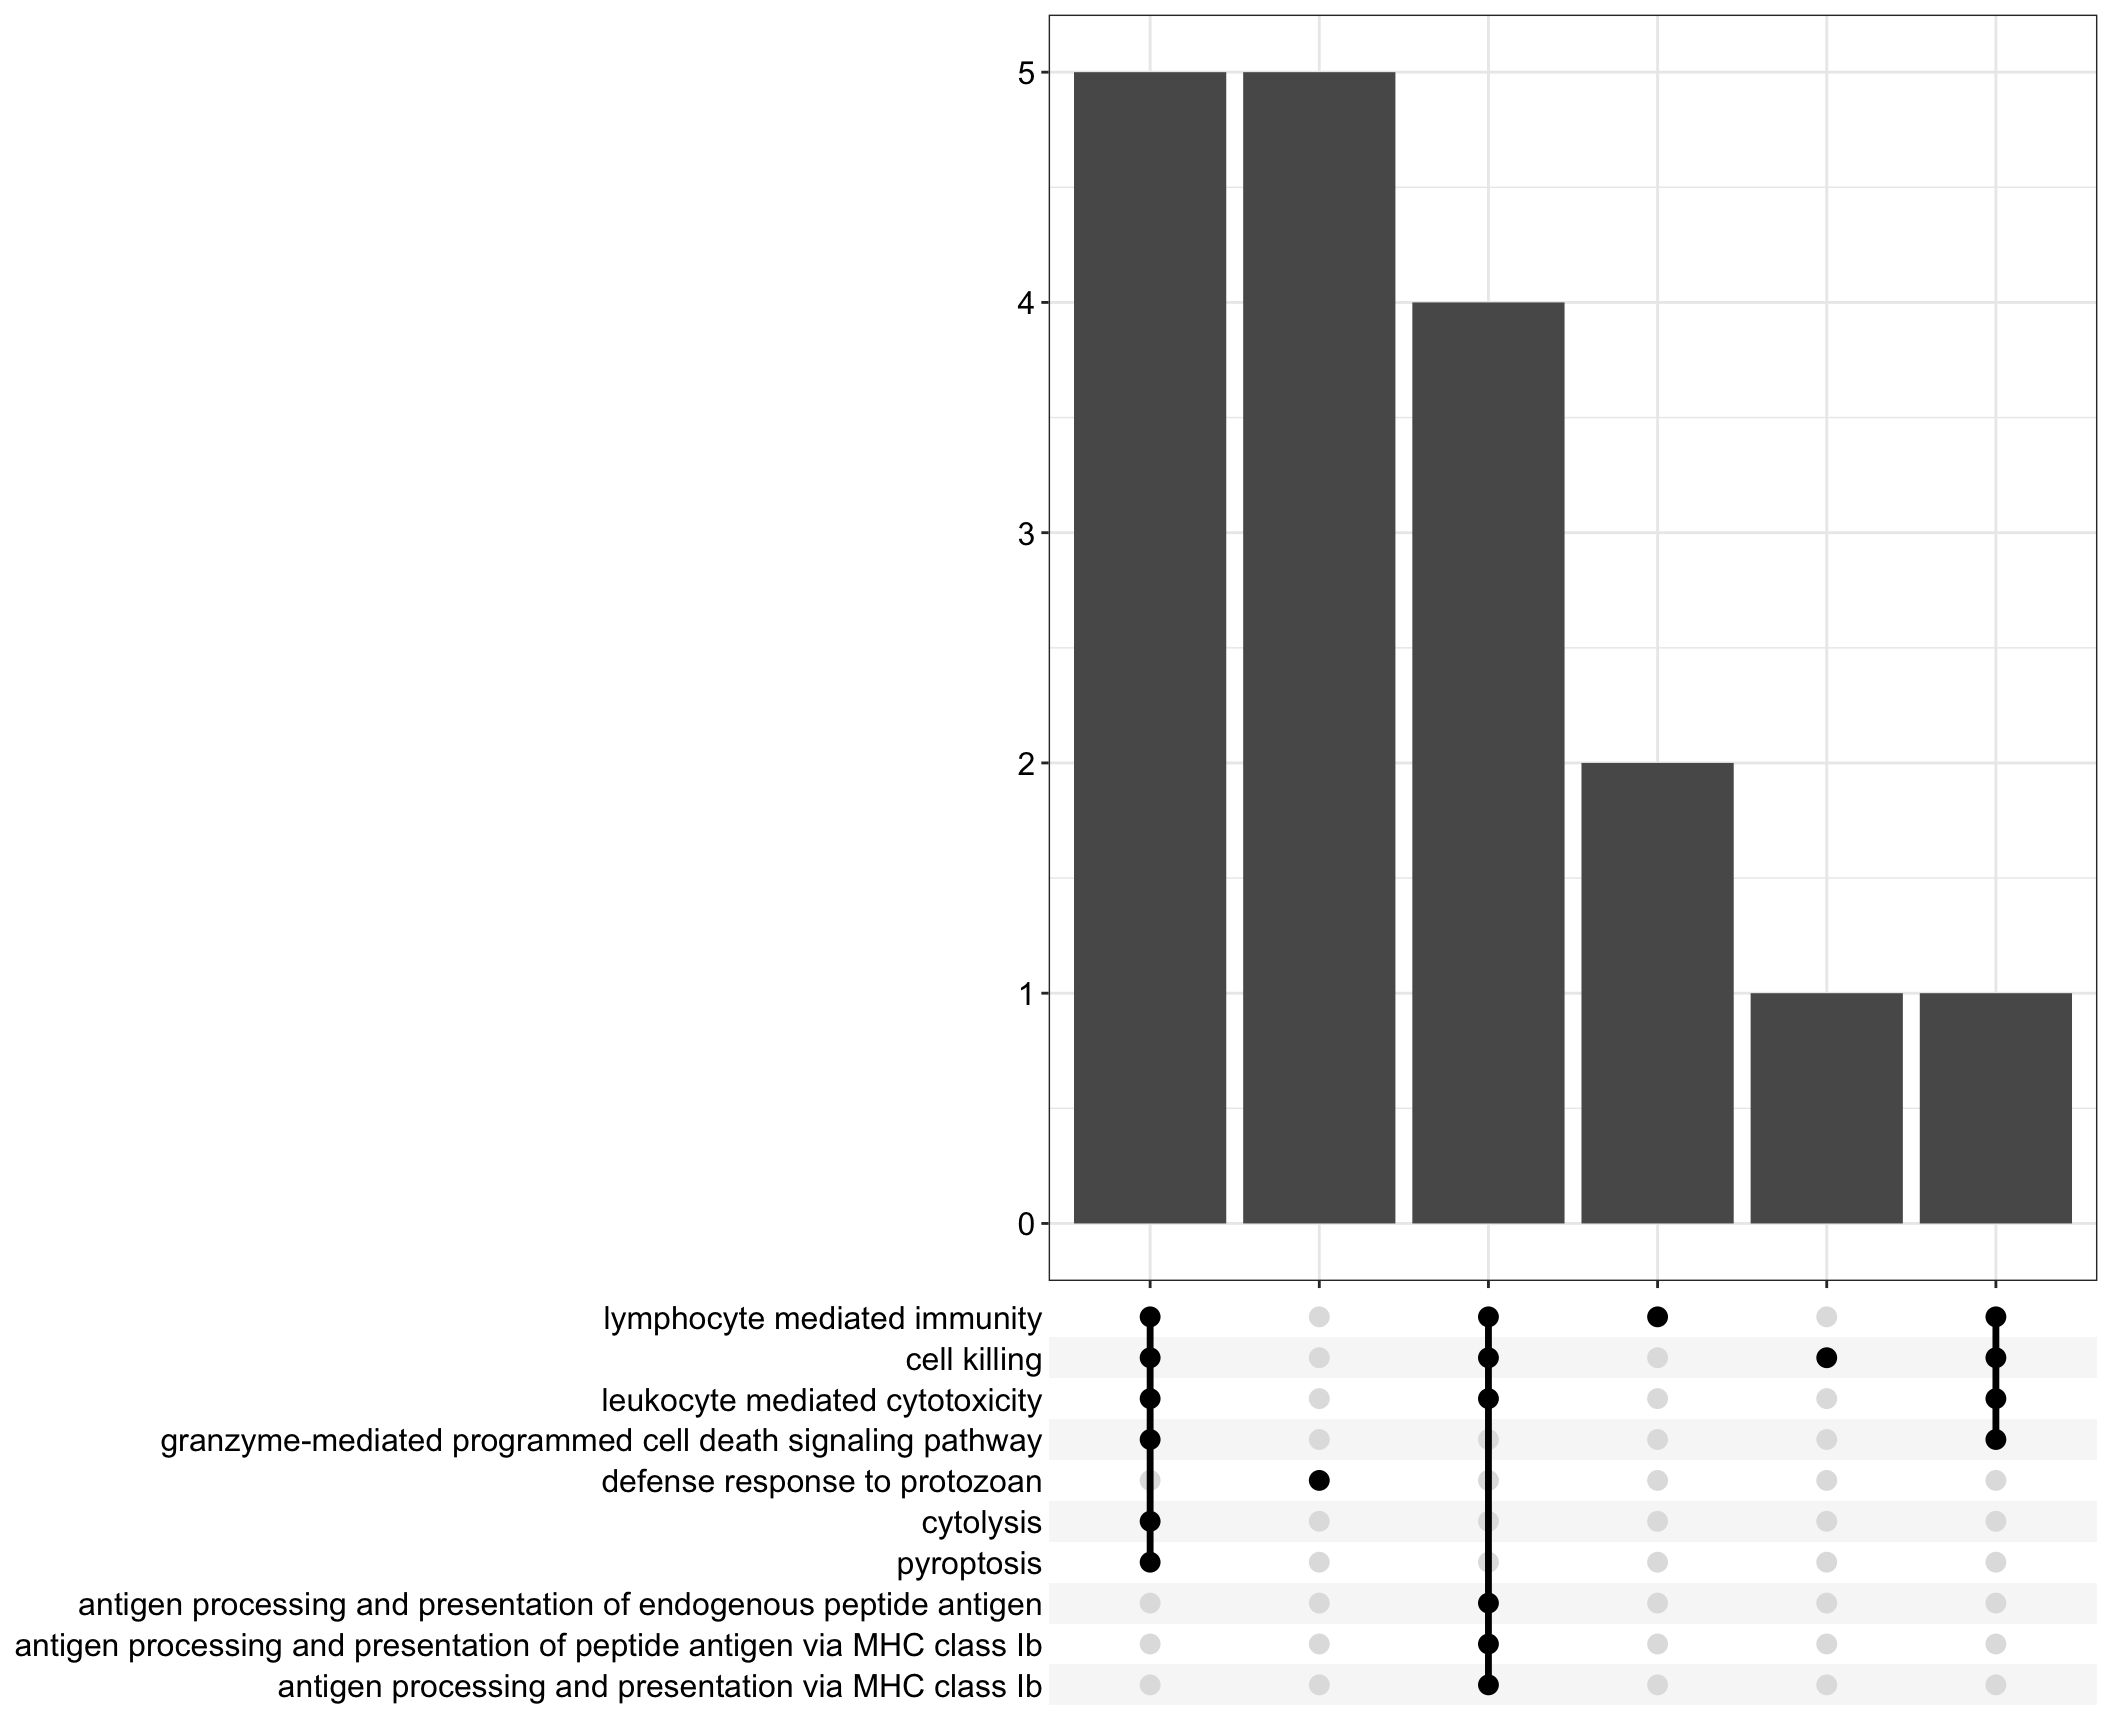 5
4
3
2
1
0
lymphocyte mediated immunity
cell killing
leukocyte mediated cytotoxicity
granzyme-mediated programmed cell death signaling pathway
defense response to protozoan
cytolysis
pyroptosis
antigen processing and presentation of endogenous peptide antigen
antigen processing and presentation of peptide antigen via MHC class Ib
antigen processing and presentation via MHC class Ib